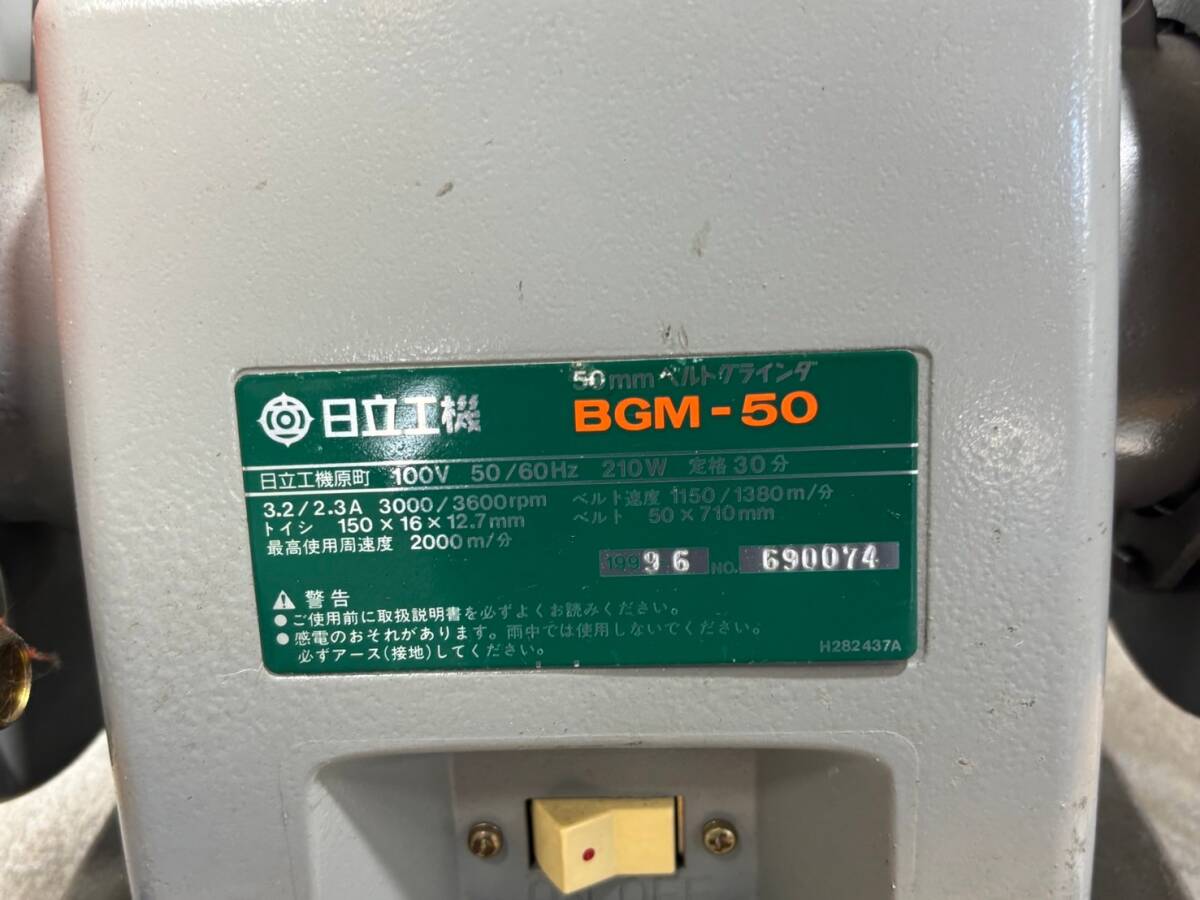 50mm ベルトグラインダ
日立工機 BGM-50
日立工機原町 100V 50/60Hz 210W 定格 30分
3.2/2.3A 3000/3600rpm ベルト速度 1150/1380m/分
トイシ 150×16×12.7mm ベルト 50×710mm
最高使用周速度 2000m/分
1999 6 NO. 690074
警告
● ご使用前に取扱説明書を必ずよくお読みください。
● 感電のおそれがあります。雨中では使用しないでください。
必ずアース(接地)してください。
H282437A